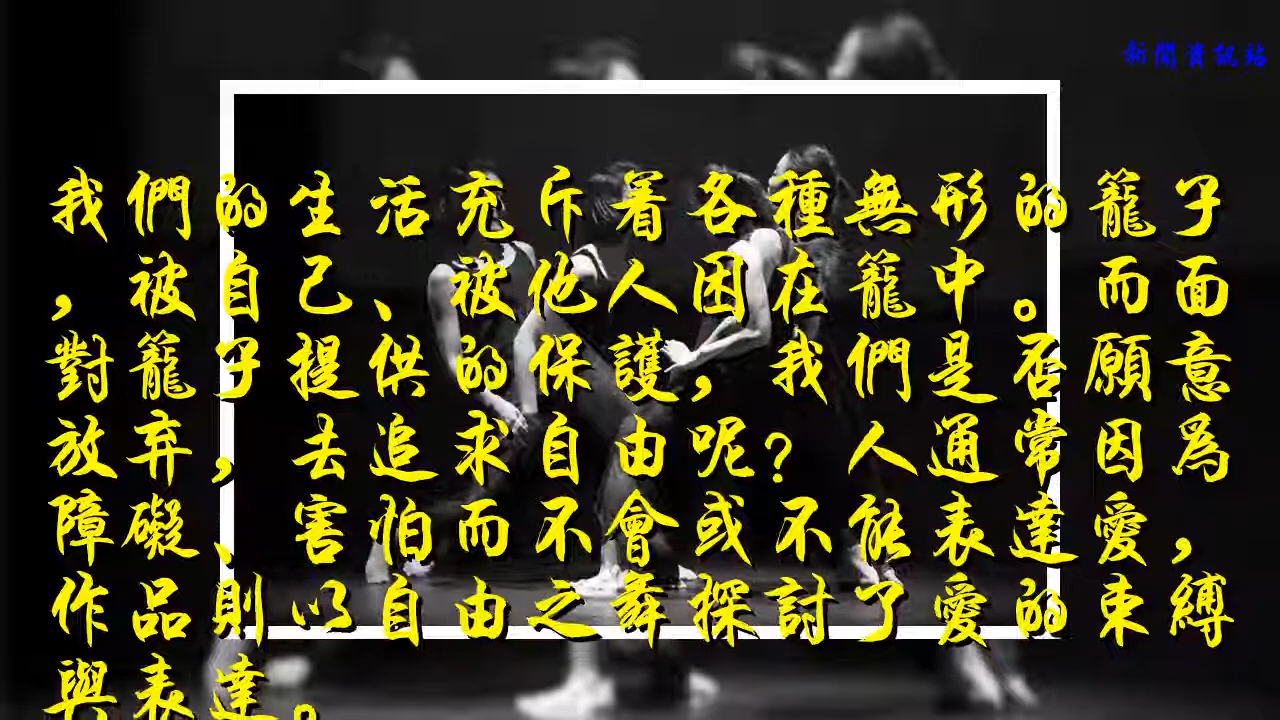 新聞資訊站
我們的生活充斥着各種無形的籠子
，被自己、被他人困在籠中。而面
對籠子提供的保護，我們是否願意
放弃，去追求自由呢？人通常因爲
障礙、害怕而不會或不能表達愛，
作品則以自由之舞探討了愛的束縛
與表達。